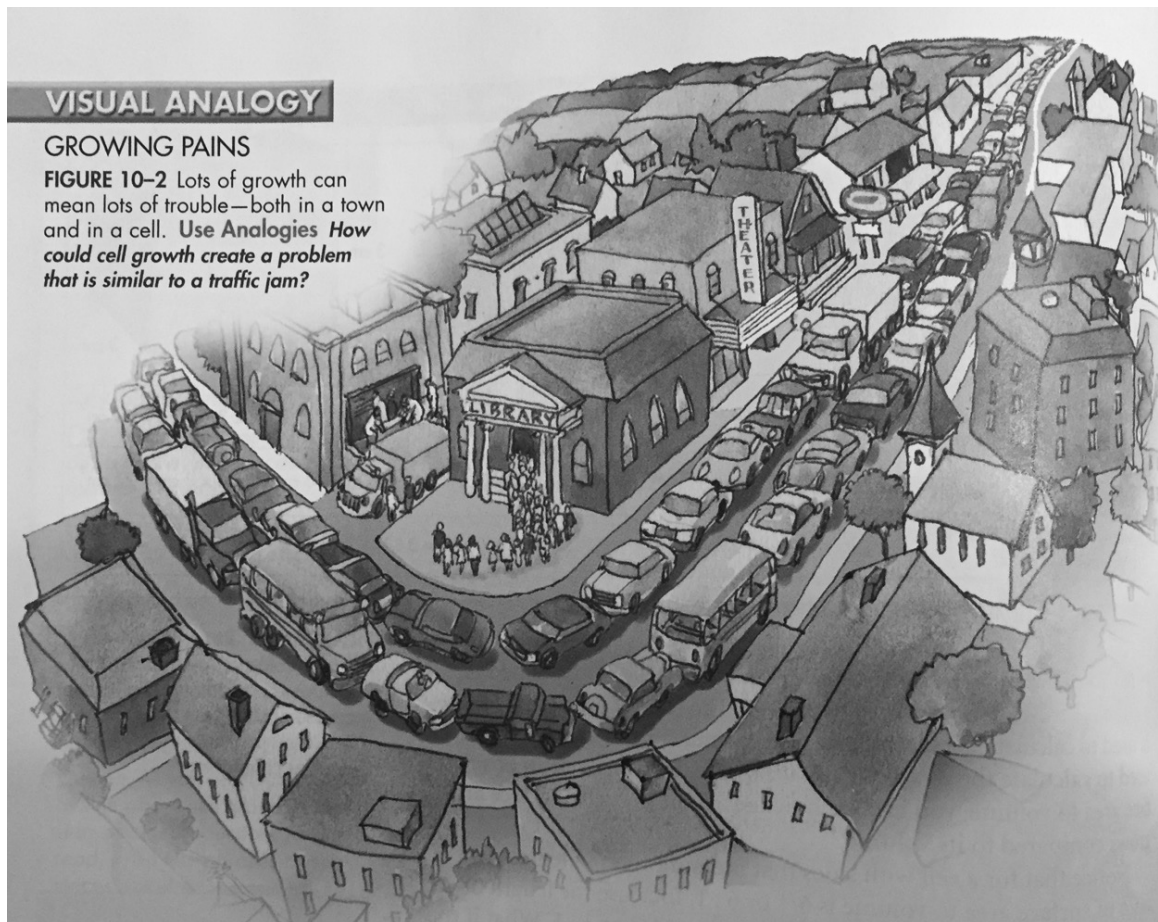 VISUAL ANALOGY
GROWING PAINS
FIGURE 10–2 Lots of growth can
mean lots of trouble—both in a town
and in a cell. Use Analogies How
could cell growth create a problem
that is similar to a traffic jam?
THEATER
LIBRARY